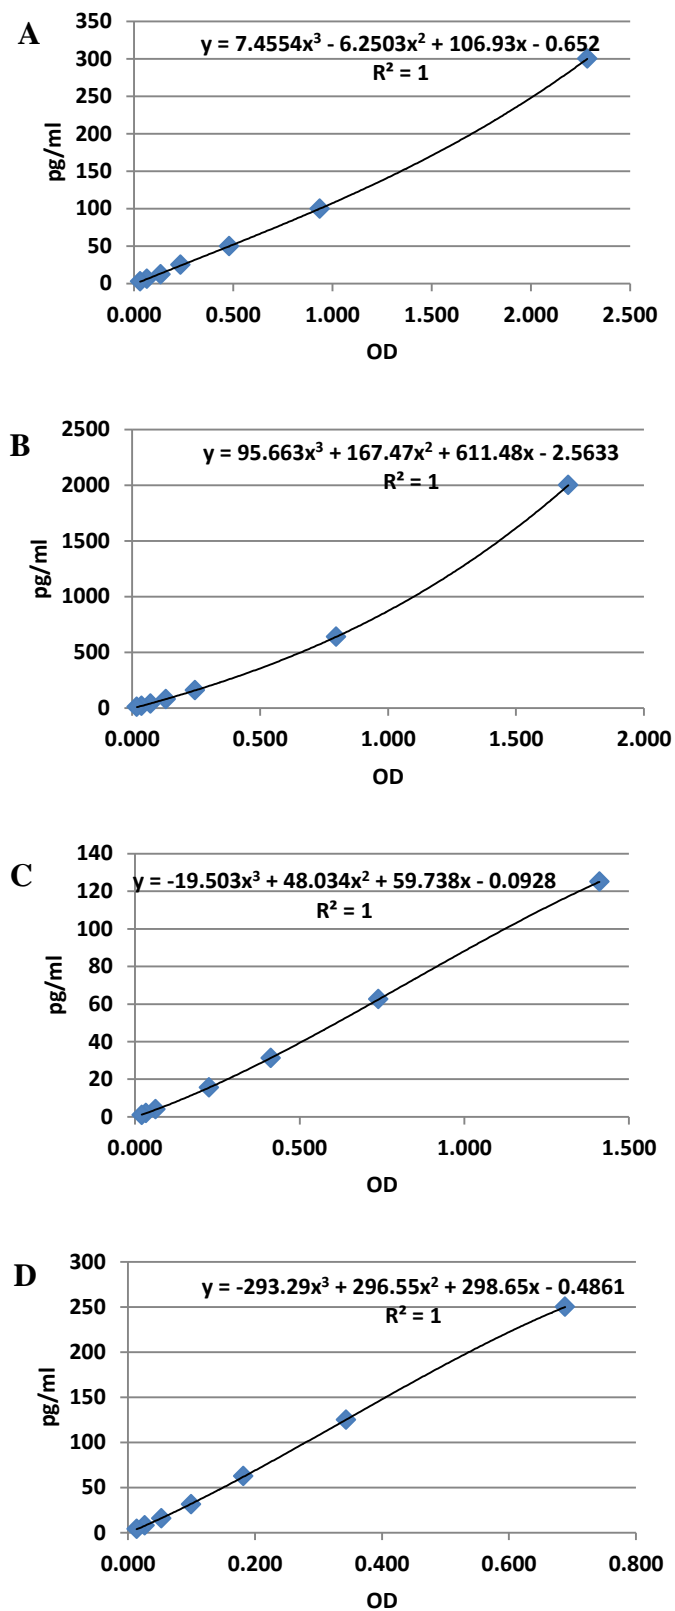 A
350
y = 7.4554x³ - 6.2503x² + 106.93x - 0.652
300
R² = 1
250
200
pg/ml
150
100
50
0
0.000 0.500 1.000 1.500 2.000 2.500
OD
B
2500
y = 95.663x³ + 167.47x² + 611.48x - 2.5633
R² = 1
2000
1500
pg/ml
1000
500
0
0.000 0.500 1.000 1.500 2.000
OD
C
140
y = -19.503x³ + 48.034x² + 59.738x - 0.0928
120
R² = 1
100
80
pg/ml
60
40
20
0
0.000 0.500 1.000 1.500
OD
D
300
y = -293.29x³ + 296.55x² + 298.65x - 0.4861
250
R² = 1
200
pg/ml
150
100
50
0
0.000 0.200 0.400 0.600 0.800
OD